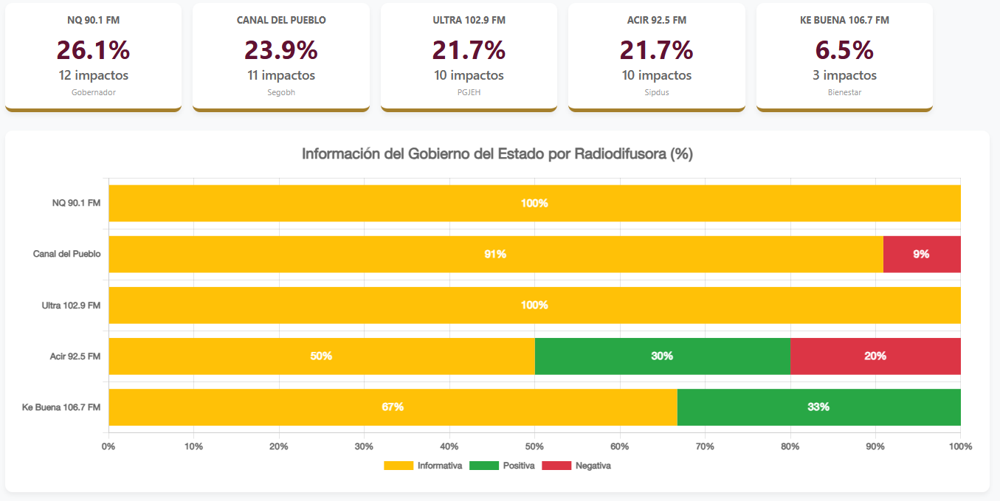 NQ 90.1 FM
26.1%
12 impactos
Gobernador
CANAL DEL PUEBLO
23.9%
11 impactos
Segobh
ULTRA 102.9 FM
21.7%
10 impactos
PGJEH
ACIR 92.5 FM
21.7%
10 impactos
Sipdus
KE BUENA 106.7 FM
6.5%
3 impactos
Bienestar
Información del Gobierno del Estado por Radiodifusora (%)
NQ 90.1 FM 100%
Canal del Pueblo 91% 9%
Ultra 102.9 FM 100%
Acir 92.5 FM 50% 30% 20%
Ke Buena 106.7 FM 67% 33%
0% 10% 20% 30% 40% 50% 60% 70% 80% 90% 100%
Informativa Positiva Negativa